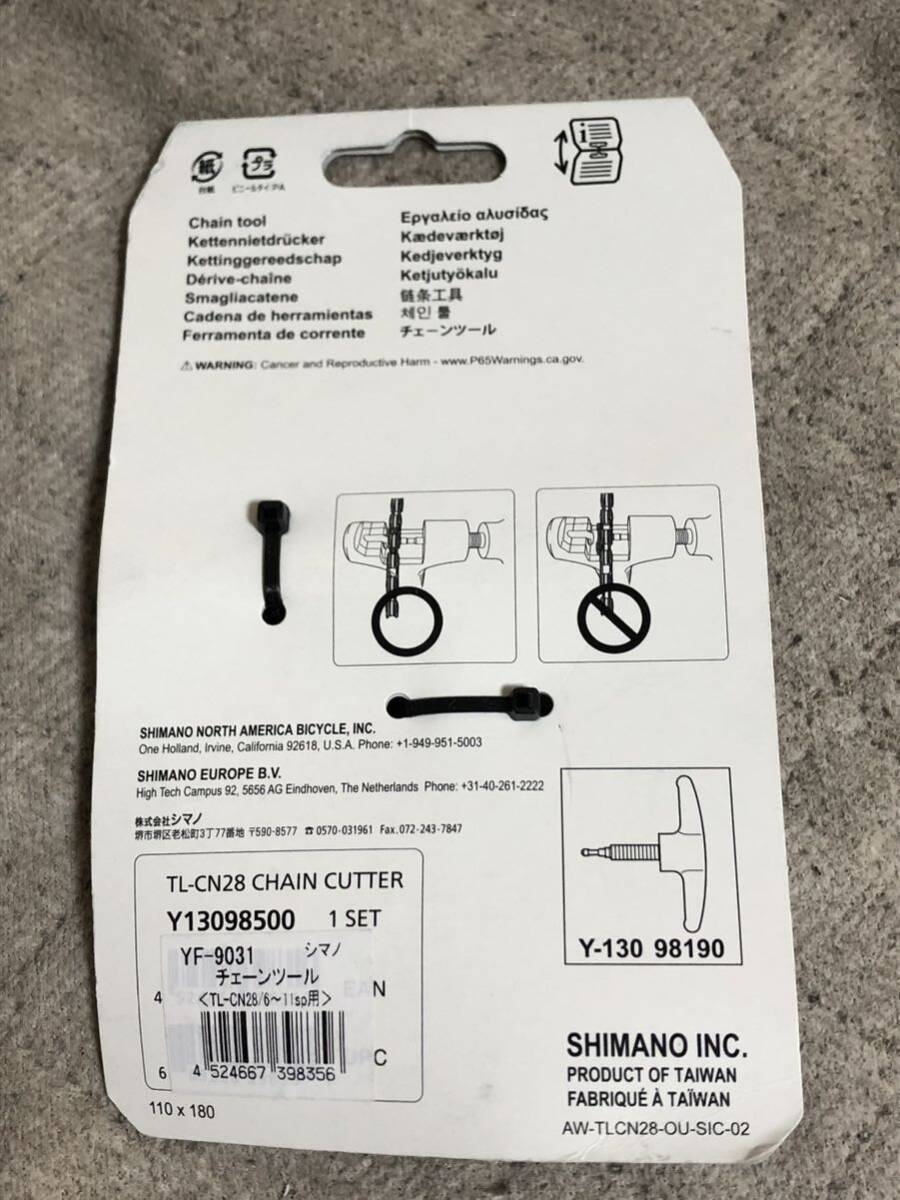 紙
プラ
台紙
ビニールタイ・PA
Chain tool
Kettennietdrücker
Kettinggereedschap
Dérive-chaîne
Smagliacatene
Cadena de herramientas
Ferramenta de corrente
Εργαλείο αλυσίδας
Kædeværktøj
Kedjeverktyg
Ketjutyökalu
链条工具
체인 툴
チェーンツール
⚠ WARNING: Cancer and Reproductive Harm - www.P65Warnings.ca.gov.
SHIMANO NORTH AMERICA BICYCLE, INC.
One Holland, Irvine, California 92618, U.S.A. Phone: +1-949-951-5003
SHIMANO EUROPE B.V.
High Tech Campus 92, 5656 AG Eindhoven, The Netherlands Phone: +31-40-261-2222
株式会社シマノ
堺市堺区老松町3丁77番地 〒590-8577 ☎ 0570-031961 Fax.072-243-7847
TL-CN28 CHAIN CUTTER
Y13098500 1 SET
YF-9031 シマノ
チェーンツール
<TL-CN28/6~11sp用>
4 EAN
6 UPC
4 524667 398356
110 x 180
Y-130 98190
SHIMANO INC.
PRODUCT OF TAIWAN
FABRIQUÉ À TAÏWAN
AW-TLCN28-OU-SIC-02